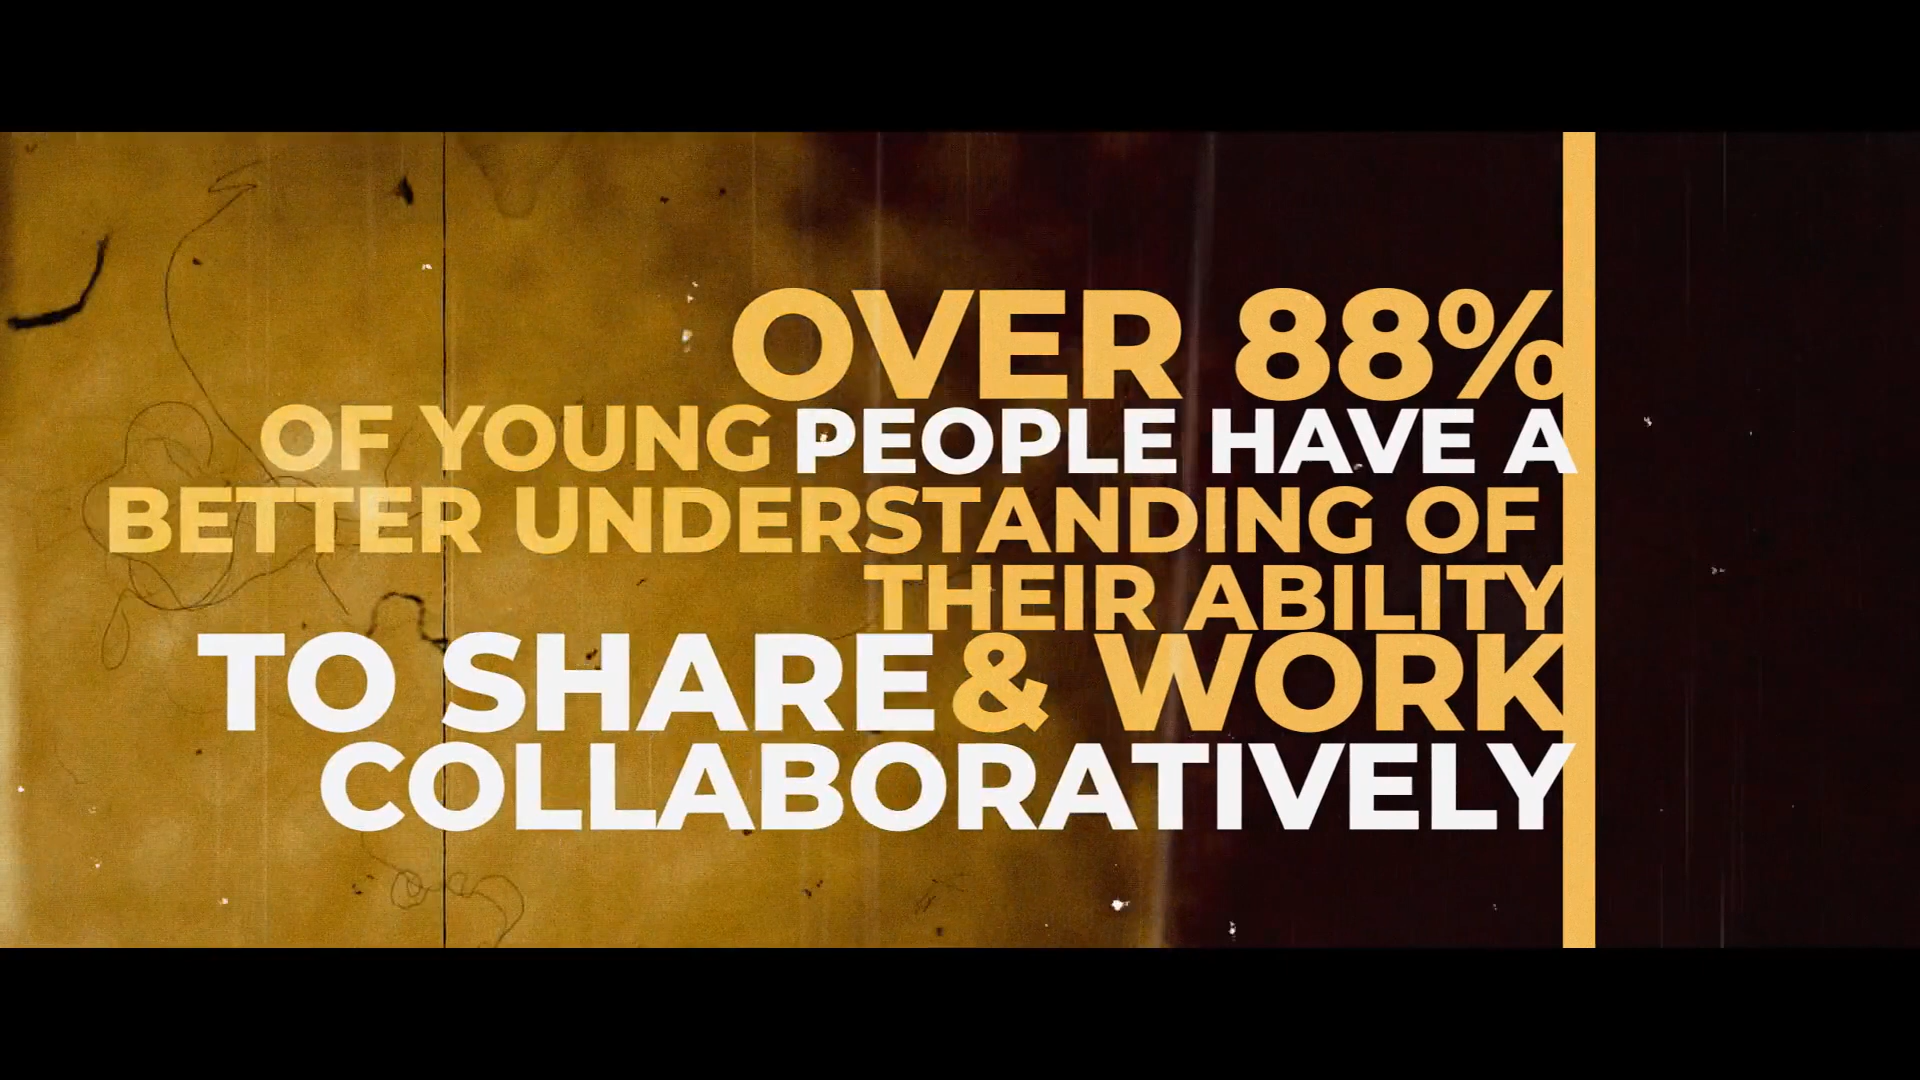 OVER 88%
OF YOUNG PEOPLE HAVE A
BETTER UNDERSTANDING OF
THEIR ABILITY
TO SHARE & WORK
COLLABORATIVELY